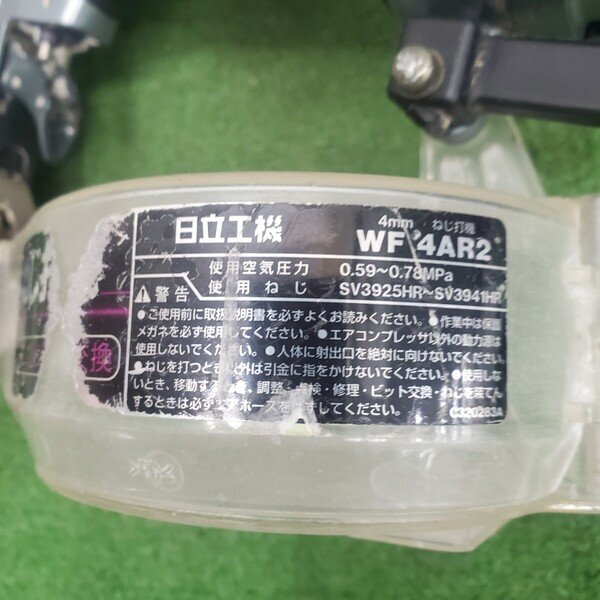 日立工機
4mm ねじ打機
WF 4AR2
使用空気圧力 0.59~0.78MPa
⚠警告 使用ねじ SV3925HR~SV3941HR
●ご使用前に取扱説明書を必ずよくお読みください。●作業中は保護
メガネを必ず使用してください。●エアコンプレッサ以外の動力源は
使用しないでください。●人体に射出口を絶対に向けないでください。
●ねじを打つとき以外は引金に指をかけないでください。●使用しな
いとき、移動する 、調整・点検・修理・ビット交換・ねじを装てん
するときは必ずエアホースをはずしてください。
C320283A
換